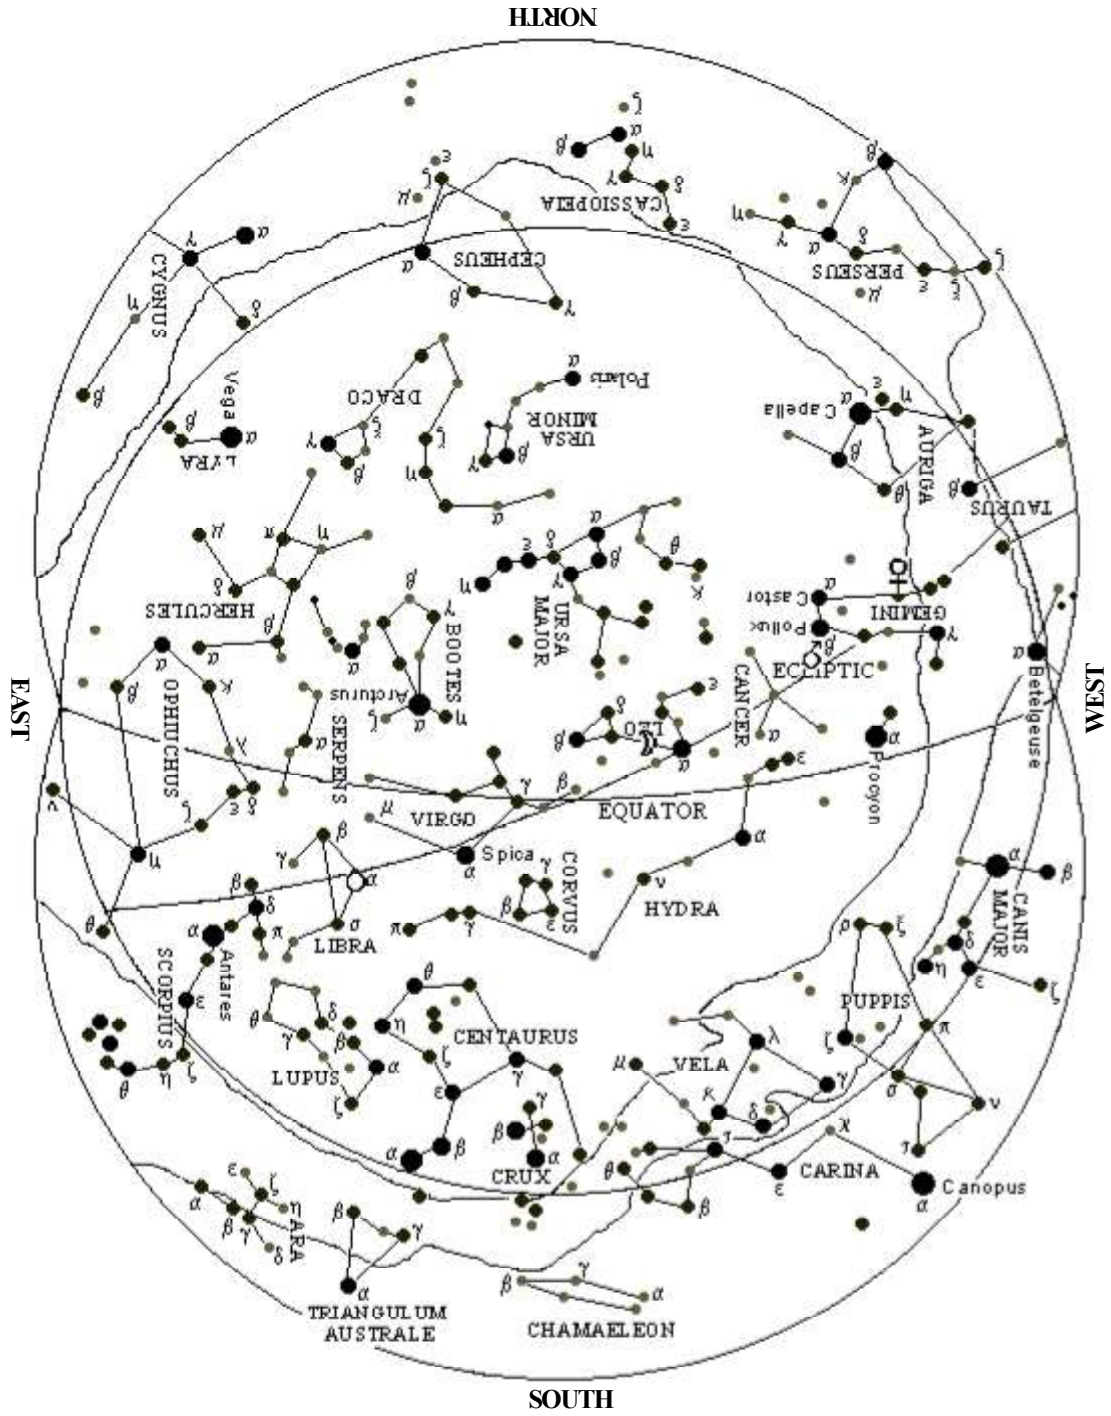 NORTH
ζ
α
β
η
γ
δ
CASSIOPEIA
ε
ε
ζ
μ
CEPHEUS
α
β
γ
β
κ
η
γ
α
δ
PERSEUS
ε
ξ
ζ
μ
γ
α
CYGNUS
η
δ
β
Vega
β
α
LYRA
DRACO
ξ
γ
β
ζ
η
α
α
Polaris
URSA
MINOR
γ
β
ε
η
α
Capella
β
θ
AURIGA
β
TAURUS
μ
π
η
δ
HERCULES
β
α
α
β
γ
BOOTES
Arcturus
ζ
α
η
α
β
ε
δ
γ
η
URSA
MAJOR
θ
κ
α
Castor
Pollux
β
GEMINI
γ
ECLIPTIC
CANCER
α
α
Betelgeuse
EAST
WEST
α
β
OPHIUCHUS
κ
λ
ε
δ
ζ
ν
μ
θ
SERPENS
α
δ
ε
β
LEO
α
α
Procyon
ε
μ
VIRGO
γ
β
EQUATOR
Spica
α
β
γ
α
σ
LIBRA
π
γ
γ
β
ε
CORVUS
ν
HYDRA
α
α
β
CANIS
MAJOR
δ
η
ε
ζ
β
δ
α
π
Antares
SCORPIUS
ε
ζ
η
θ
θ
δ
γ
β
α
LUPUS
ζ
θ
η
CENTAURUS
ζ
γ
ε
β
α
γ
β
α
CRUX
μ
VELA
λ
γ
κ
δ
ρ
ξ
PUPPIS
π
ζ
σ
ν
τ
χ
ι
CARINA
ε
θ
β
Canopus
α
ε
ζ
α
η
β
γ
δ
ARA
β
γ
α
TRIANGULUM
AUSTRALE
β
γ
α
CHAMAELEON
SOUTH